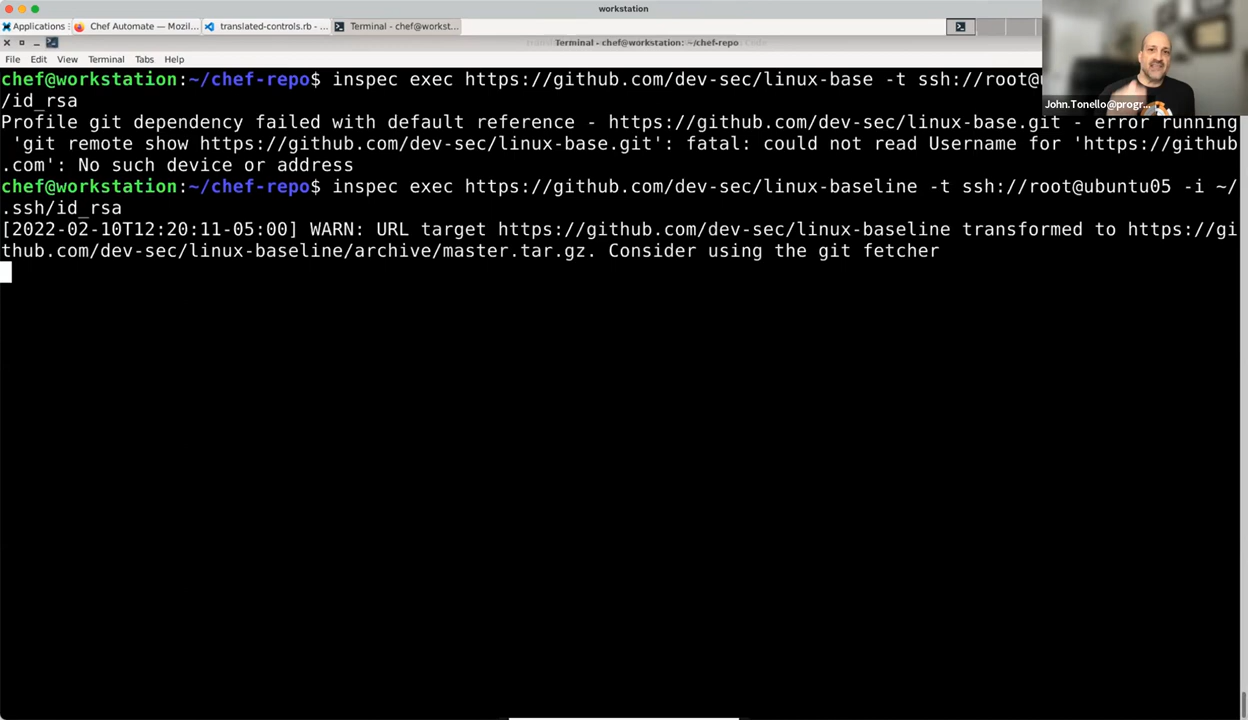 workstation
Applications
Chef Automate — Mozil...
translated-controls.rb - ...
Terminal - chef@workst...
Terminal - chef@workstation: ~/chef-repo
File Edit View Terminal Tabs Help
chef@workstation:~/chef-repo$ inspec exec https://github.com/dev-sec/linux-base -t ssh://root@
/id_rsa
John.Tonello@progr...
Profile git dependency failed with default reference - https://github.com/dev-sec/linux-base.git - error running
'git remote show https://github.com/dev-sec/linux-base.git': fatal: could not read Username for 'https://github
.com': No such device or address
chef@workstation:~/chef-repo$ inspec exec https://github.com/dev-sec/linux-baseline -t ssh://root@ubuntu05 -i ~/
.ssh/id_rsa
[2022-02-10T12:20:11-05:00] WARN: URL target https://github.com/dev-sec/linux-baseline transformed to https://gi
thub.com/dev-sec/linux-baseline/archive/master.tar.gz. Consider using the git fetcher